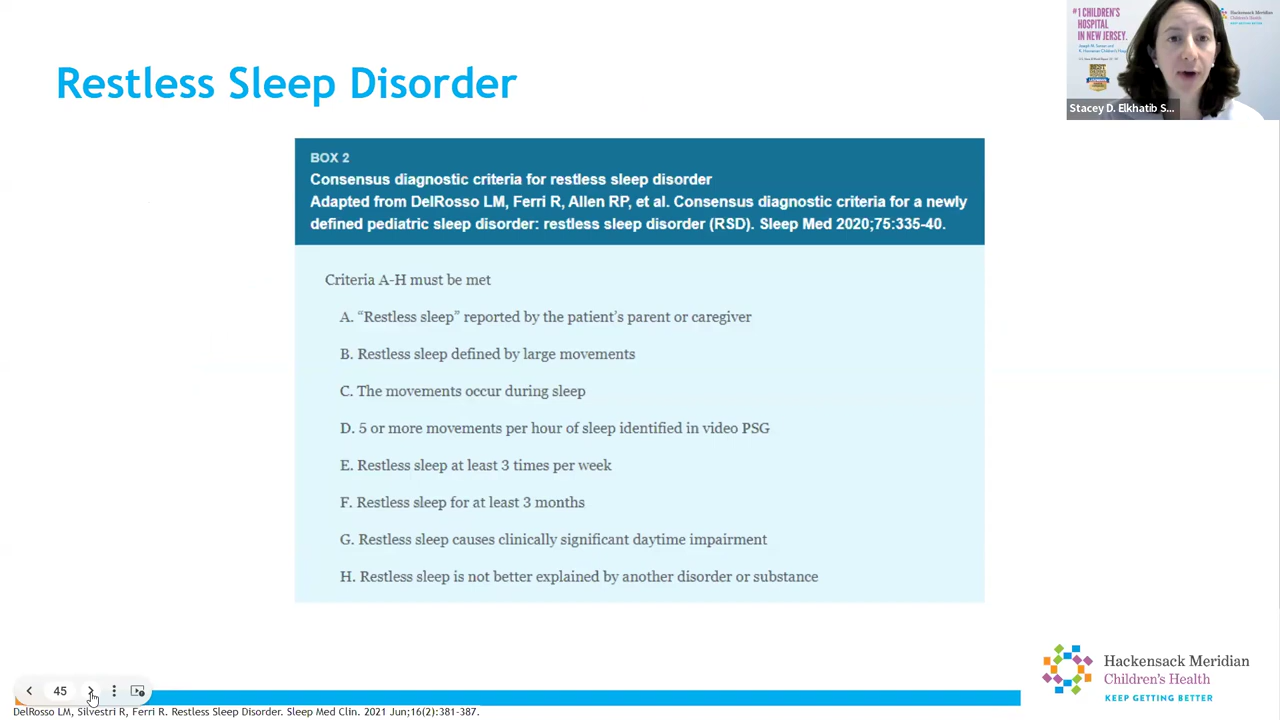 Restless Sleep Disorder
BOX 2
Consensus diagnostic criteria for restless sleep disorder
Adapted from DelRosso LM, Ferri R, Allen RP, et al. Consensus diagnostic criteria for a newly
defined pediatric sleep disorder: restless sleep disorder (RSD). Sleep Med 2020;75:335-40.
Criteria A-H must be met
A. “Restless sleep” reported by the patient’s parent or caregiver
B. Restless sleep defined by large movements
C. The movements occur during sleep
D. 5 or more movements per hour of sleep identified in video PSG
E. Restless sleep at least 3 times per week
F. Restless sleep for at least 3 months
G. Restless sleep causes clinically significant daytime impairment
H. Restless sleep is not better explained by another disorder or substance
#1 CHILDREN'S
HOSPITAL
IN NEW JERSEY.
Hackensack Meridian
Children's Health
Stacey D. Elkhatib S...
Hackensack Meridian
Children's Health
KEEP GETTING BETTER
45
DelRosso LM, Silvestri R, Ferri R. Restless Sleep Disorder. Sleep Med Clin. 2021 Jun;16(2):381-387.